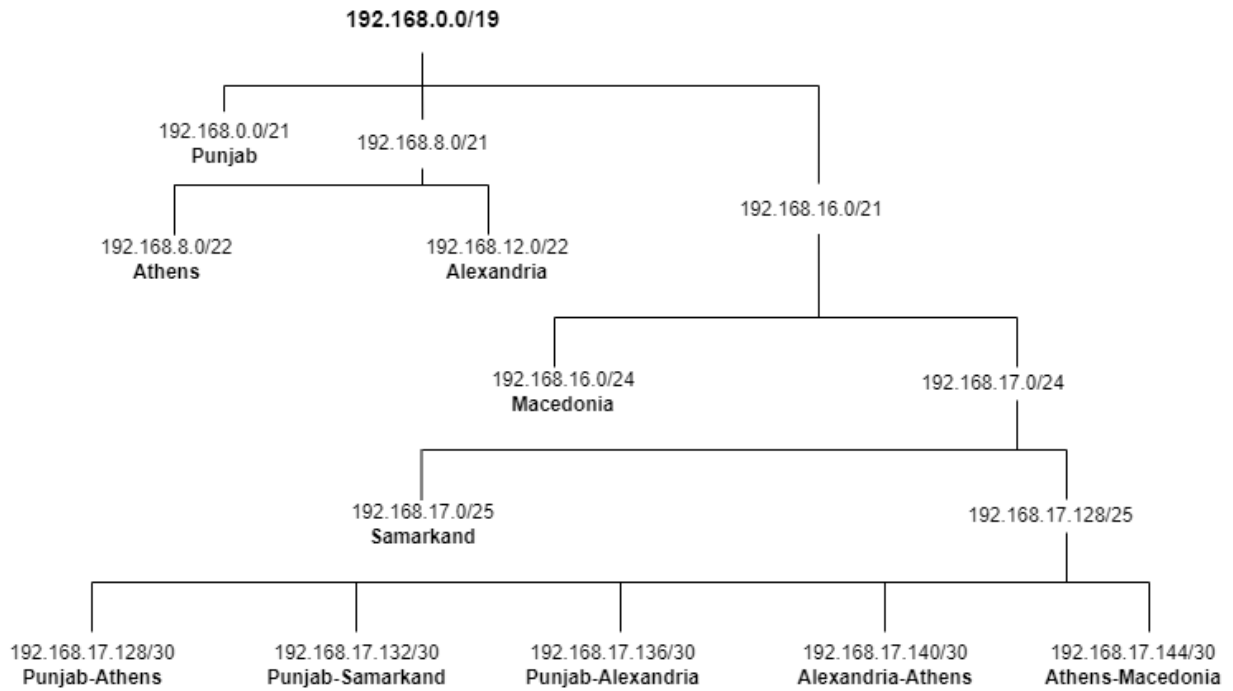 192.168.0.0/19
192.168.0.0/21
Punjab
192.168.8.0/21
192.168.16.0/21
192.168.8.0/22
Athens
192.168.12.0/22
Alexandria
192.168.16.0/24
Macedonia
192.168.17.0/24
192.168.17.0/25
Samarkand
192.168.17.128/25
192.168.17.128/30
Punjab-Athens
192.168.17.132/30
Punjab-Samarkand
192.168.17.136/30
Punjab-Alexandria
192.168.17.140/30
Alexandria-Athens
192.168.17.144/30
Athens-Macedonia